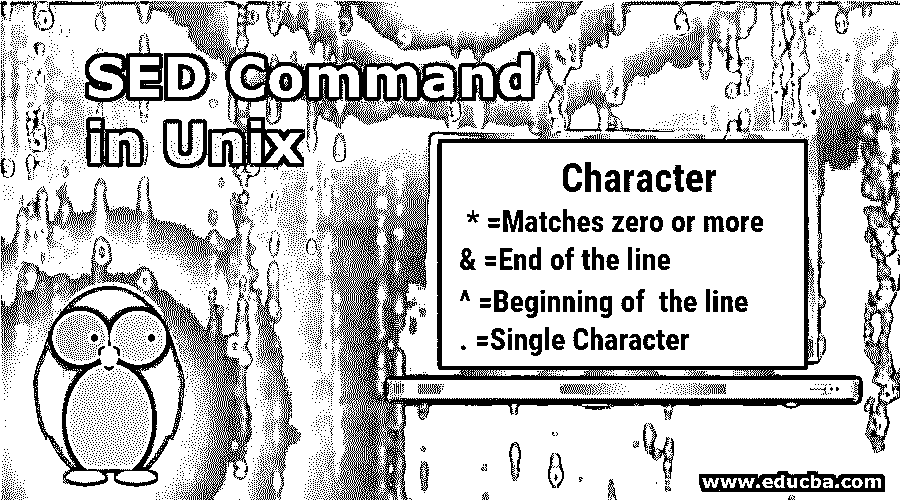 SED Command
in Unix
Character
* =Matches zero or more
& =End of the line
^ =Beginning of the line
. =Single Character
www.educba.com